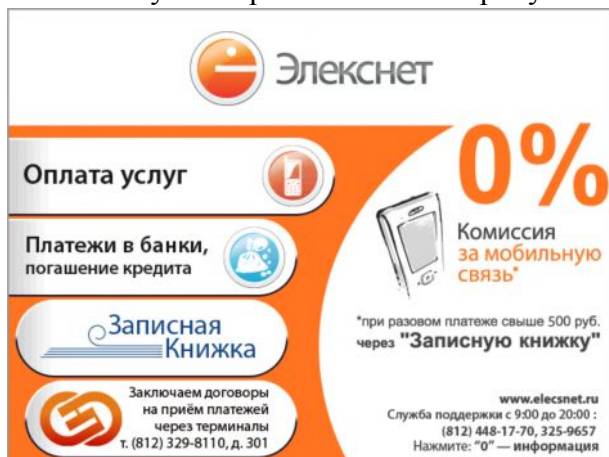 Элекснет
Оплата услуг
Платежи в банки,
погашение кредита
Записная
Книжка
Заключаем договоры
на приём платежей
через терминалы
т. (812) 329-8110, д. 301
0%
Комиссия
за мобильную
связь*
*при разовом платеже свыше 500 руб.
через "Записную книжку"
www.elecsnet.ru
Служба поддержки с 9:00 до 20:00 :
(812) 448-17-70, 325-9657
Нажмите: "0" — информация